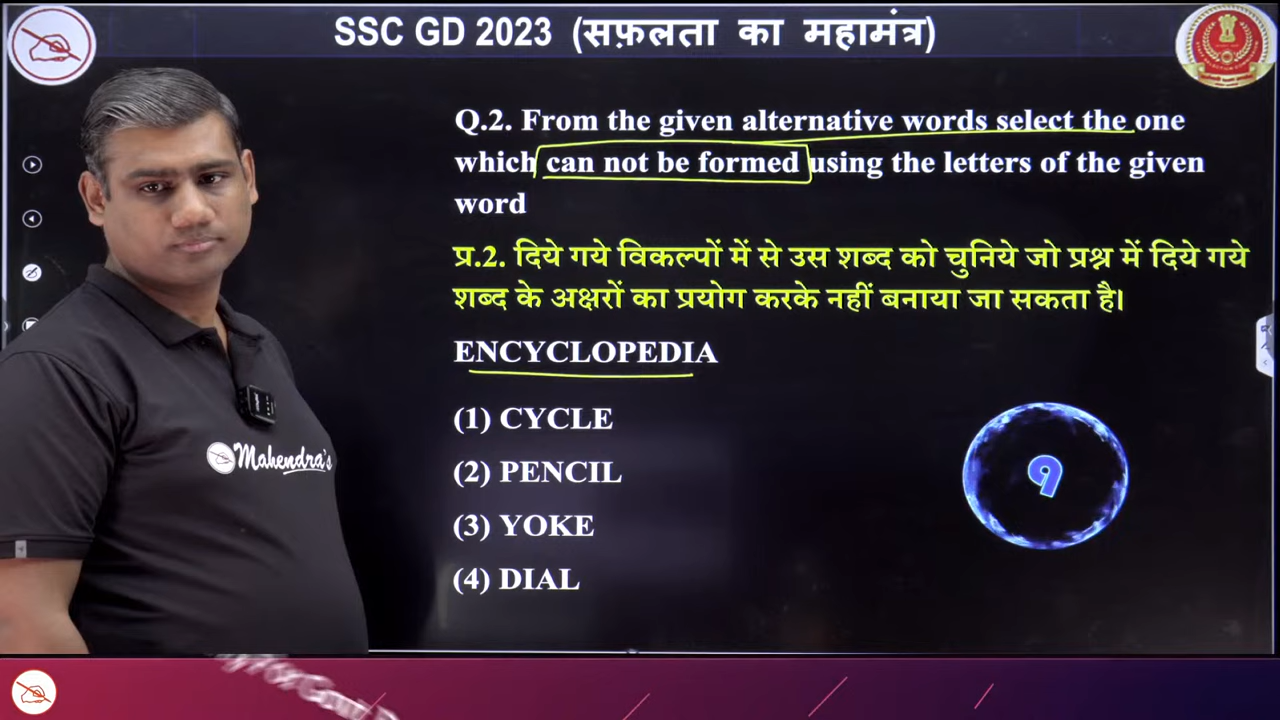 SSC GD 2023 (सफ़लता का महामंत्र)
Q.2. From the given alternative words select the one
which can not be formed using the letters of the given
word
प्र.2. दिये गये विकल्पों में से उस शब्द को चुनिये जो प्रश्न में दिये गये
शब्द के अक्षरों का प्रयोग करके नहीं बनाया जा सकता है।
ENCYCLOPEDIA
(1) CYCLE
(2) PENCIL
(3) YOKE
(4) DIAL
9
Mahendra's